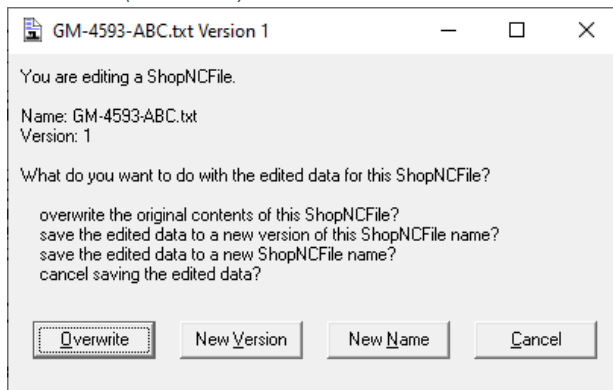 GM-4593-ABC.txt Version 1
You are editing a ShopNCFile.
Name: GM-4593-ABC.txt
Version: 1
What do you want to do with the edited data for this ShopNCFile?
overwrite the original contents of this ShopNCFile?
save the edited data to a new version of this ShopNCFile name?
save the edited data to a new ShopNCFile name?
cancel saving the edited data?
Overwrite New Version New Name Cancel